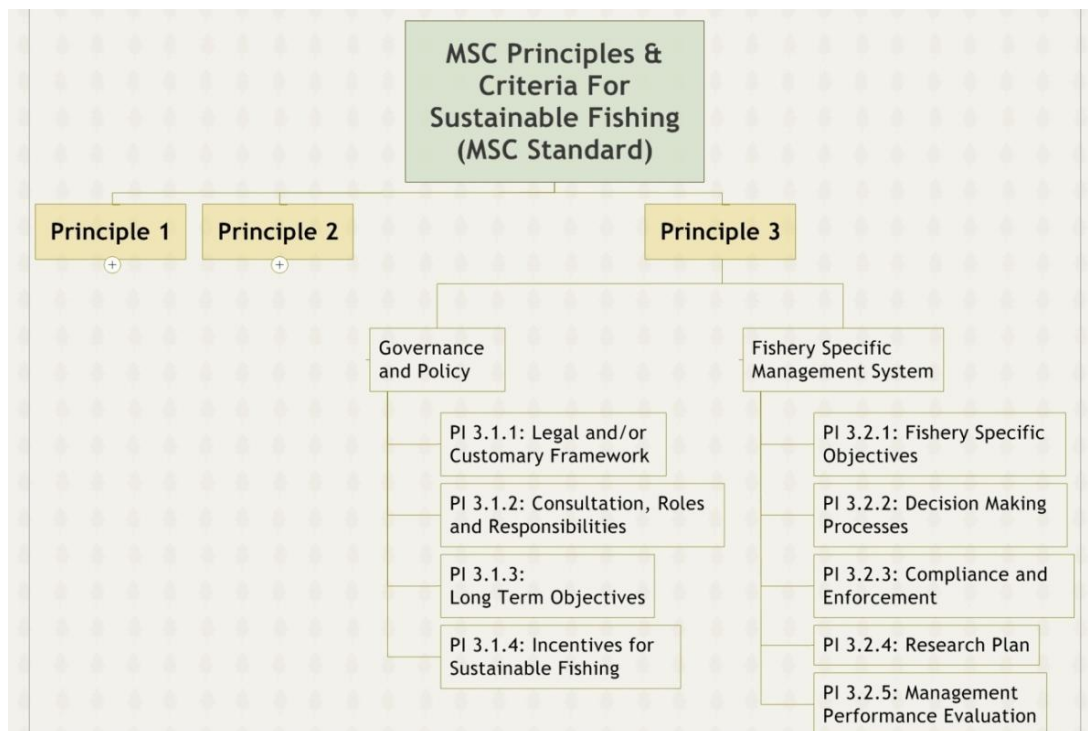 MSC Principles &
Criteria For
Sustainable Fishing
(MSC Standard)
Principle 1
Principle 2
Principle 3
Governance
and Policy
PI 3.1.1: Legal and/or
Customary Framework
PI 3.1.2: Consultation, Roles
and Responsibilities
PI 3.1.3:
Long Term Objectives
PI 3.1.4: Incentives for
Sustainable Fishing
Fishery Specific
Management System
PI 3.2.1: Fishery Specific
Objectives
PI 3.2.2: Decision Making
Processes
PI 3.2.3: Compliance and
Enforcement
PI 3.2.4: Research Plan
PI 3.2.5: Management
Performance Evaluation